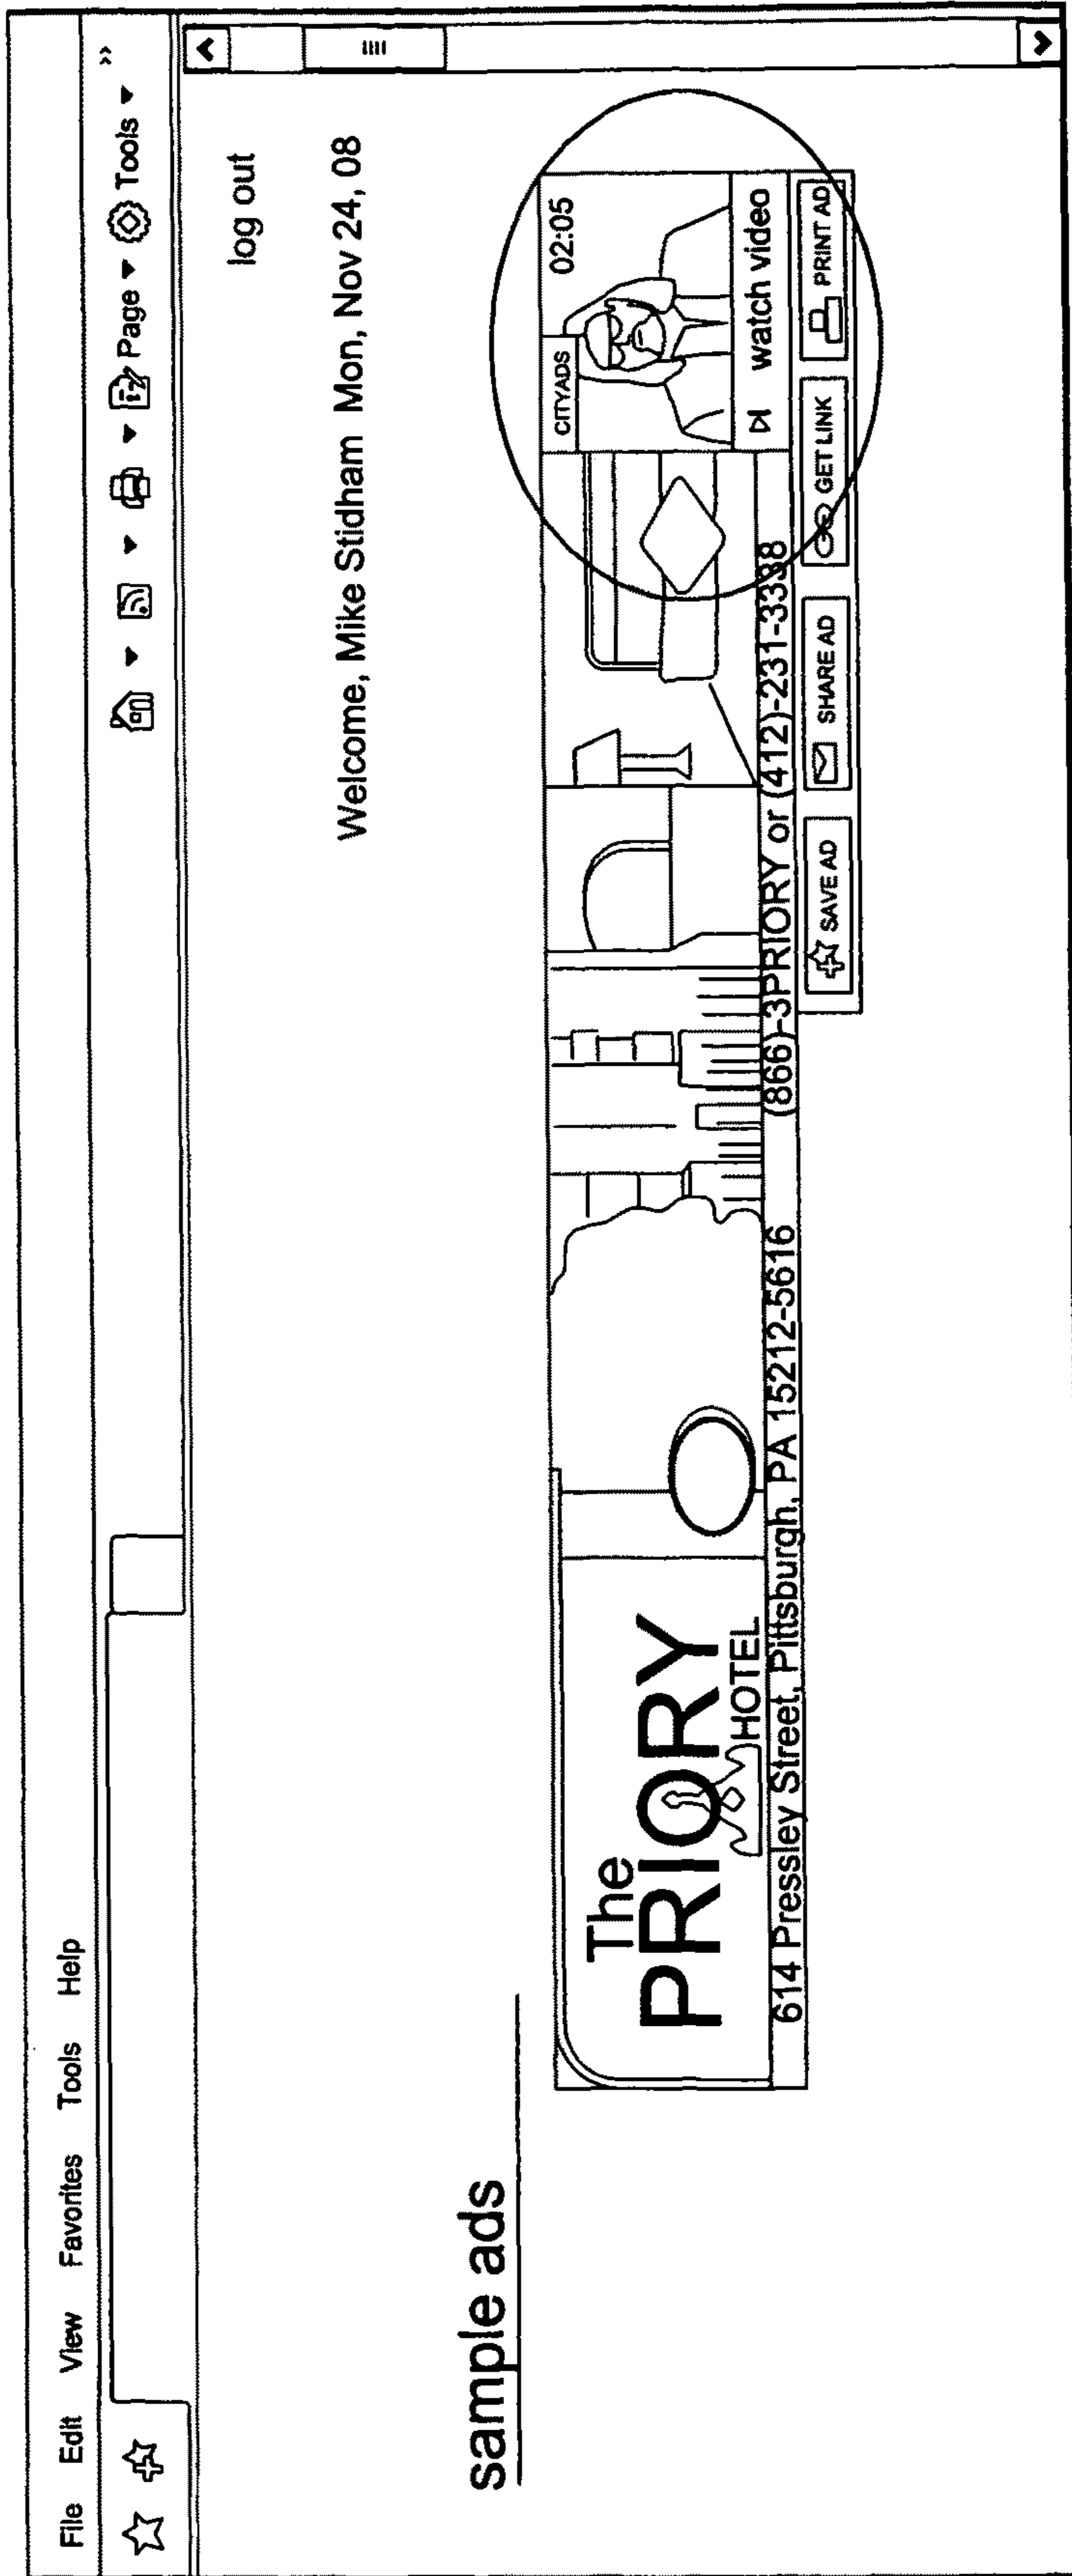 File Edit View Favorites Tools Help
Page Tools
log out
Welcome, Mike Stidham Mon, Nov 24, 08
sample ads
The
PRIORY
HOTEL
CITYADS
02:05
watch video
614 Pressley Street, Pittsburgh, PA 15212-5616 (866)-3PRIORY or (412)-231-3338
SAVE AD SHARE AD GET LINK PRINT AD